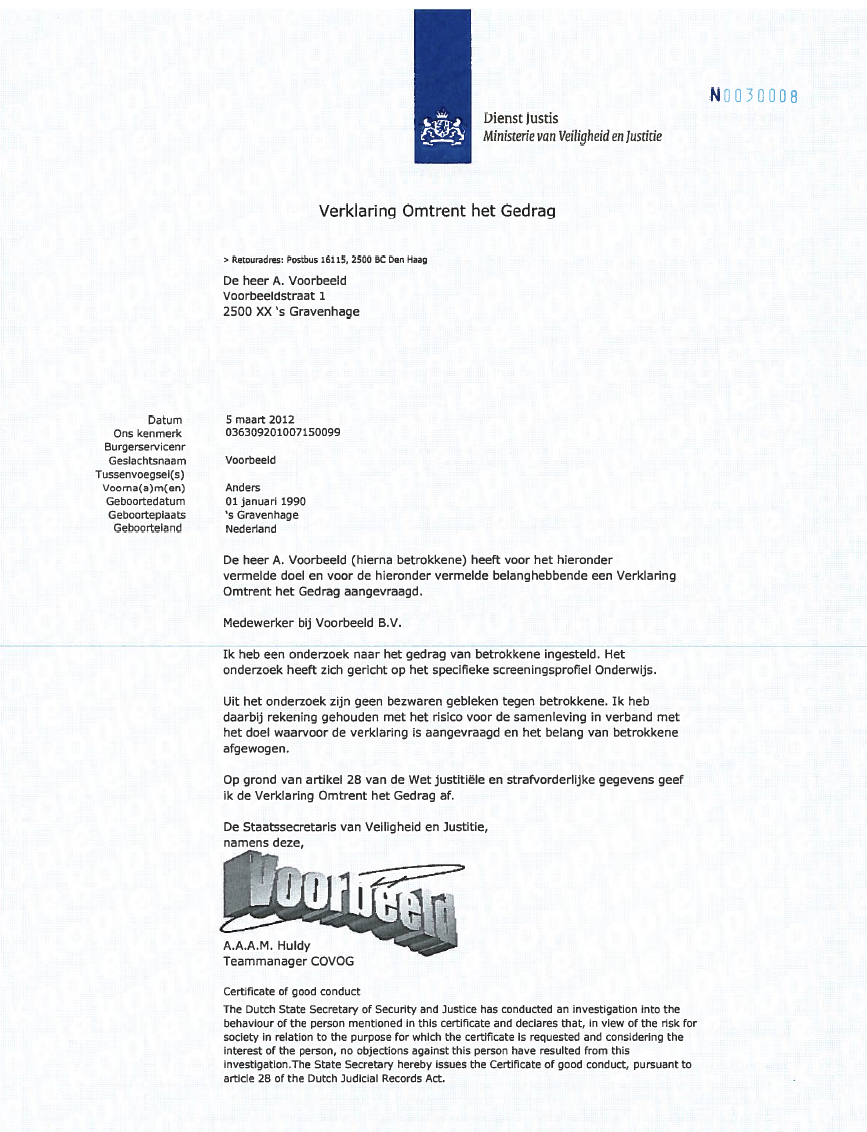 N0030008
Dienst Justis
Ministerie van Veiligheid en Justitie
Verklaring Omtrent het Gedrag
> Retouradres: Postbus 16115, 2500 BC Den Haag
De heer A. Voorbeeld
Voorbeeldstraat 1
2500 XX 's Gravenhage
Datum 5 maart 2012
Ons kenmerk 036309201007150099
Burgerservicenr
Geslachtsnaam Voorbeeld
Tussenvoegsel(s)
Voorna(a)m(en) Anders
Geboortedatum 01 januari 1990
Geboorteplaats 's Gravenhage
Geboorteland Nederland
De heer A. Voorbeeld (hierna betrokkene) heeft voor het hieronder
vermelde doel en voor de hieronder vermelde belanghebbende een Verklaring
Omtrent het Gedrag aangevraagd.
Medewerker bij Voorbeeld B.V.
Ik heb een onderzoek naar het gedrag van betrokkene ingesteld. Het
onderzoek heeft zich gericht op het specifieke screeningsprofiel Onderwijs.
Uit het onderzoek zijn geen bezwaren gebleken tegen betrokkene. Ik heb
daarbij rekening gehouden met het risico voor de samenleving in verband met
het doel waarvoor de verklaring is aangevraagd en het belang van betrokkene
afgewogen.
Op grond van artikel 28 van de Wet justitiële en strafvorderlijke gegevens geef
ik de Verklaring Omtrent het Gedrag af.
De Staatssecretaris van Veiligheid en Justitie,
namens deze,
Voorbeeld
A.A.A.M. Huldy
Teammanager COVOG
Certificate of good conduct
The Dutch State Secretary of Security and Justice has conducted an investigation into the
behaviour of the person mentioned in this certificate and declares that, in view of the risk for
society in relation to the purpose for which the certificate is requested and considering the
interest of the person, no objections against this person have resulted from this
investigation.The State Secretary hereby issues the Certificate of good conduct, pursuant to
article 28 of the Dutch Judicial Records Act.